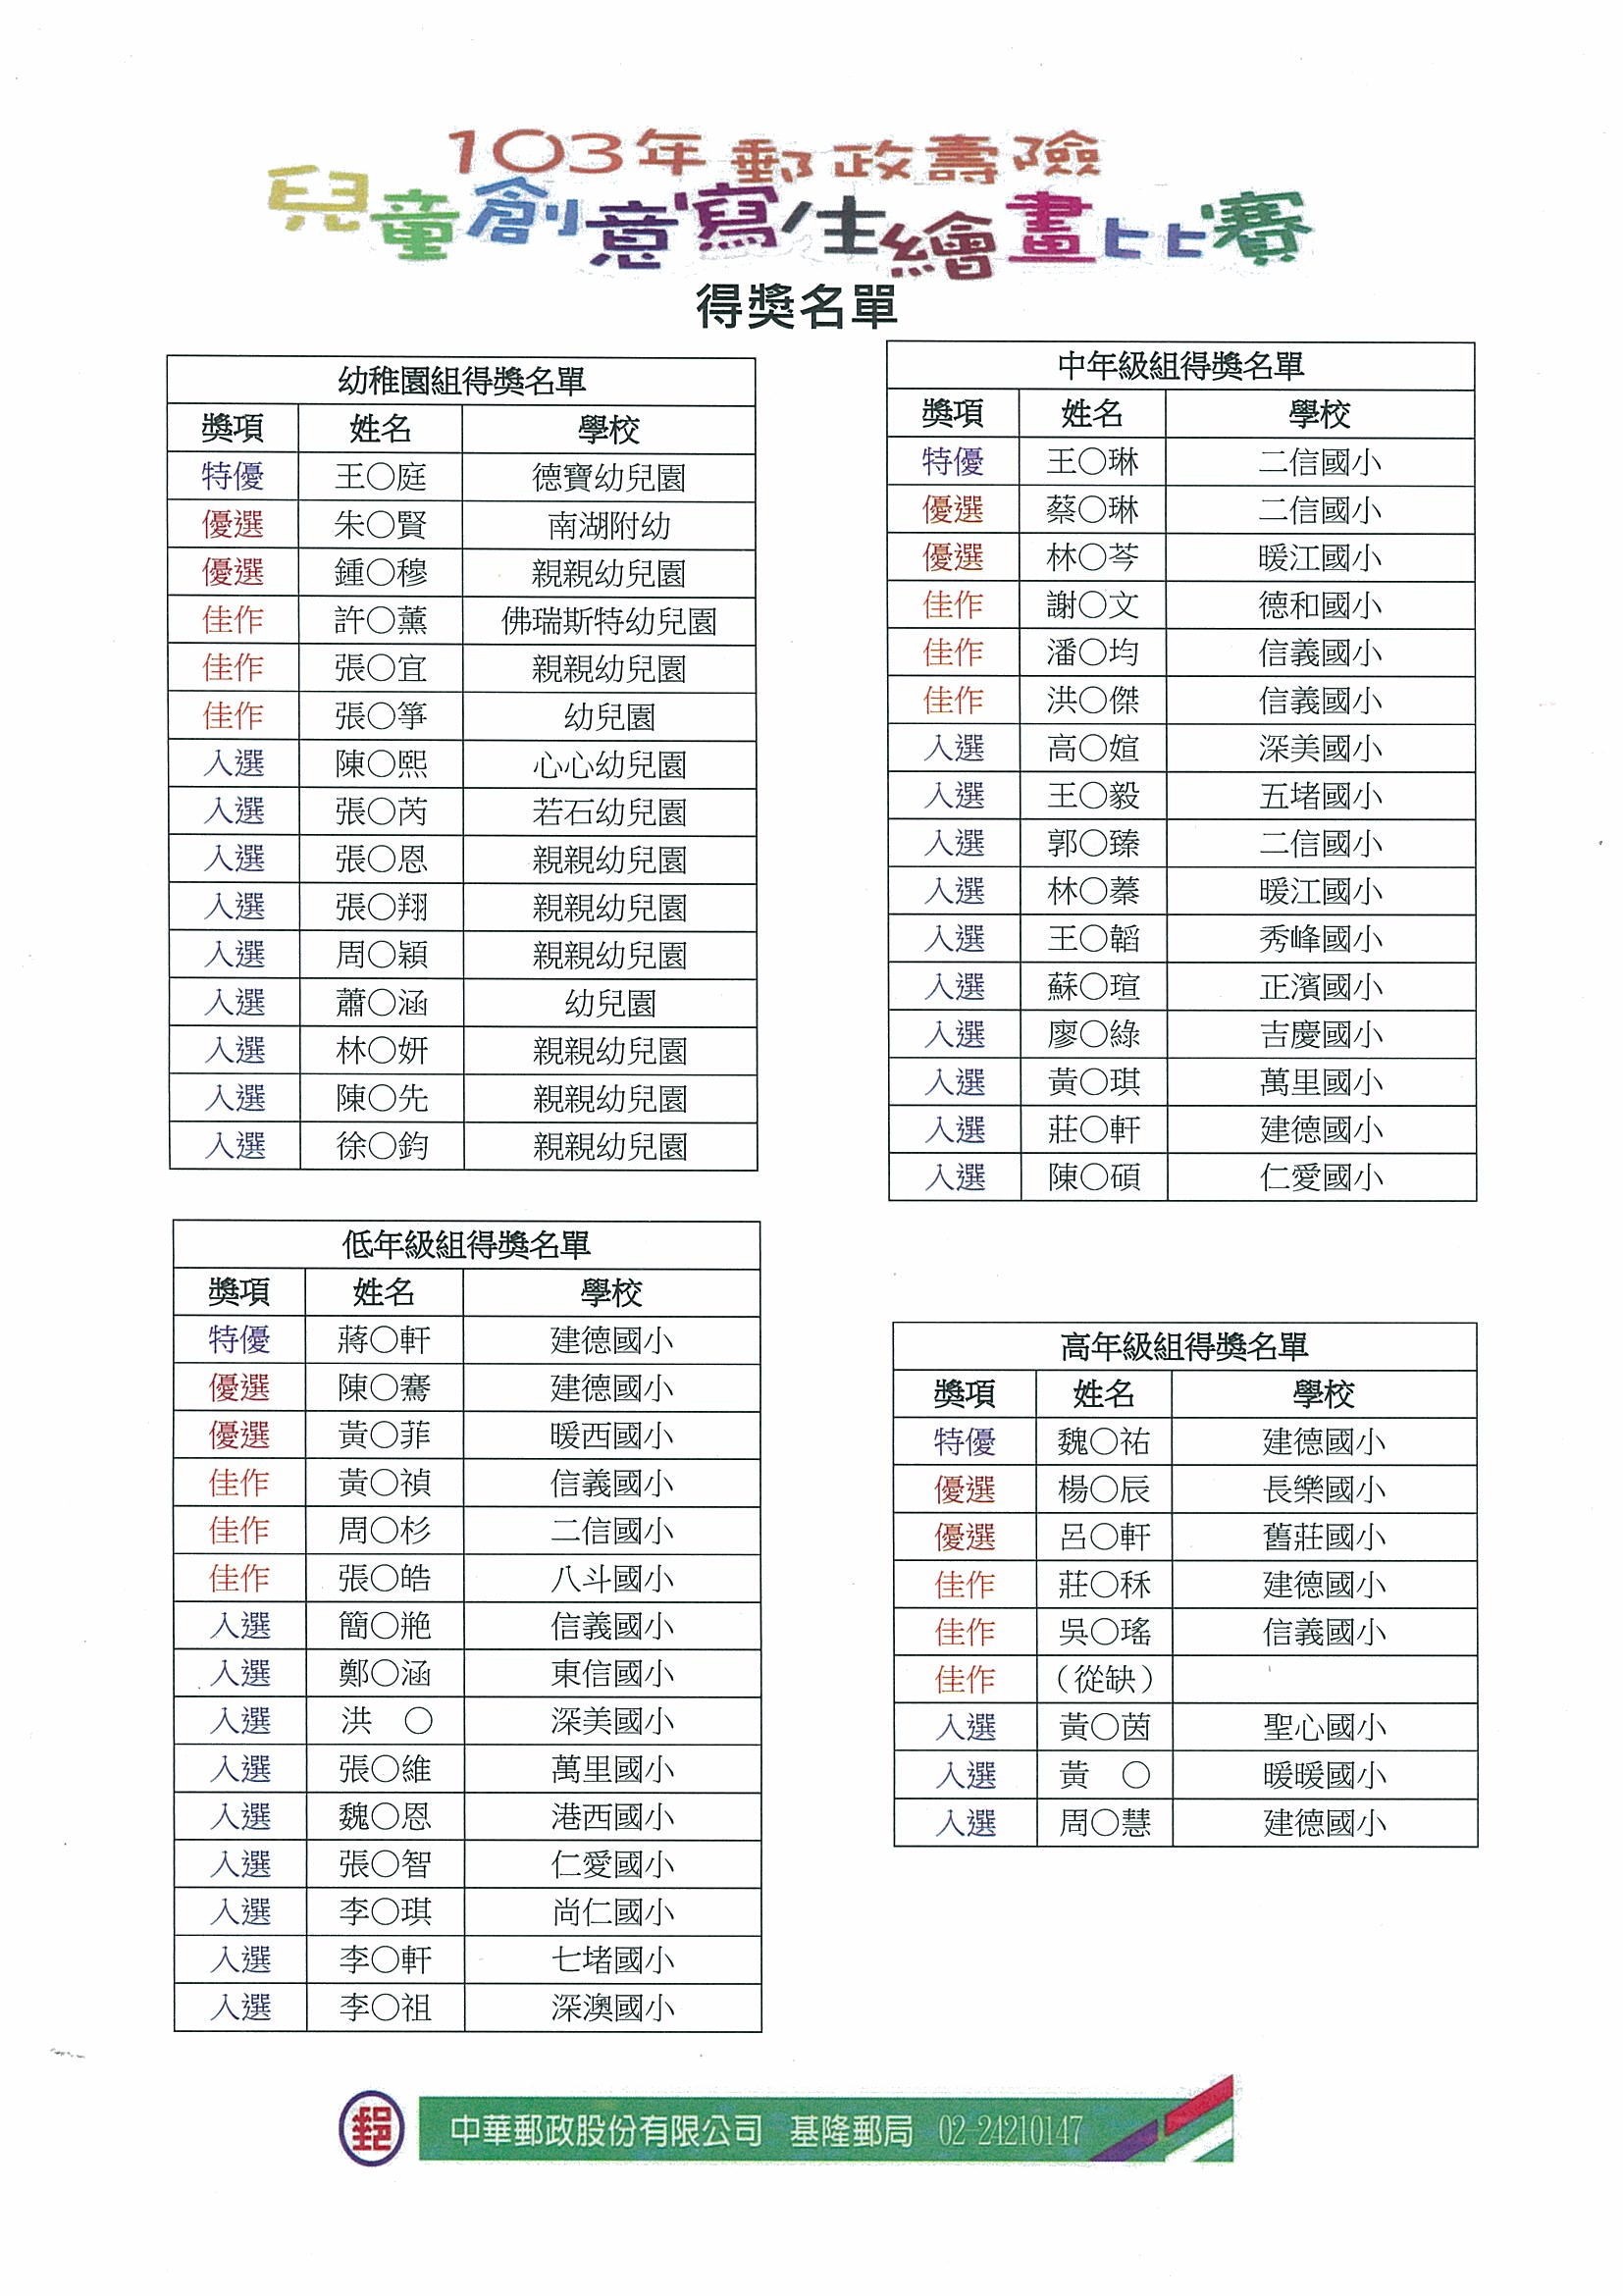 103年郵政壽險
兒童創意寫生繪畫比賽
得獎名單
幼稚園組得獎名單
獎項 姓名 學校
特優 王○庭 德寶幼兒園
優選 朱○賢 南湖附幼
優選 鍾○穆 親親幼兒園
佳作 許○薰 佛瑞斯特幼兒園
佳作 張○宜 親親幼兒園
佳作 張○箏 幼兒園
入選 陳○熙 心心幼兒園
入選 張○芮 若石幼兒園
入選 張○恩 親親幼兒園
入選 張○翔 親親幼兒園
入選 周○穎 親親幼兒園
入選 蕭○涵 幼兒園
入選 林○妍 親親幼兒園
入選 陳○先 親親幼兒園
入選 徐○鈞 親親幼兒園
低年級組得獎名單
獎項 姓名 學校
特優 蔣○軒 建德國小
優選 陳○騫 建德國小
優選 黃○菲 暖西國小
佳作 黃○禎 信義國小
佳作 周○杉 二信國小
佳作 張○皓 八斗國小
入選 簡○ 信義國小
入選 鄭○涵 東信國小
入選 洪 ○ 深美國小
入選 張○維 萬里國小
入選 魏○恩 港西國小
入選 張○智 仁愛國小
入選 李○琪 尚仁國小
入選 李○軒 七堵國小
入選 李○祖 深澳國小
中年級組得獎名單
獎項 姓名 學校
特優 王○琳 二信國小
優選 蔡○琳 二信國小
優選 林○芩 暖江國小
佳作 謝○文 德和國小
佳作 潘○均 信義國小
佳作 洪○傑 信義國小
入選 高○媗 深美國小
入選 王○毅 五堵國小
入選 郭○臻 二信國小
入選 林○蓁 暖江國小
入選 王○韜 秀峰國小
入選 蘇○瑄 正濱國小
入選 廖○綠 吉慶國小
入選 黃○琪 萬里國小
入選 莊○軒 建德國小
入選 陳○碩 仁愛國小
高年級組得獎名單
獎項 姓名 學校
特優 魏○祐 建德國小
優選 楊○辰 長樂國小
優選 呂○軒 舊莊國小
佳作 莊○秝 建德國小
佳作 吳○瑤 信義國小
佳作 （從缺）
入選 黃○茵 聖心國小
入選 黃 ○ 暖暖國小
入選 周○慧 建德國小
郵 中華郵政股份有限公司 基隆郵局 02-24210147